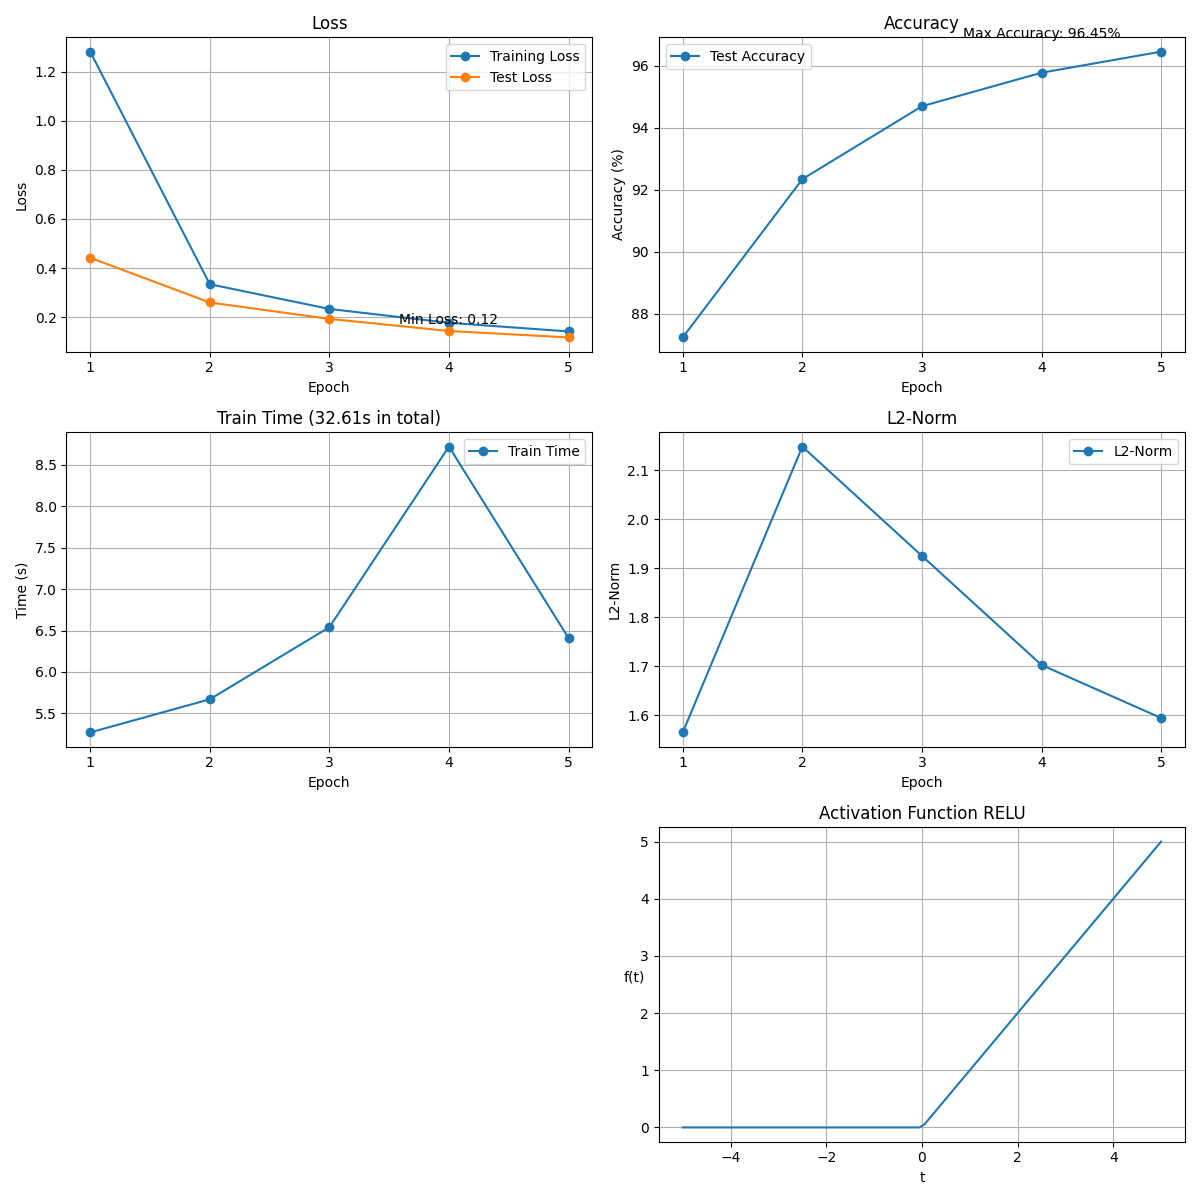 Loss
Training Loss
Test Loss
Min Loss: 0.12
1.2
1.0
0.8
0.6
0.4
0.2
Loss
1 2 3 4 5
Epoch
Accuracy
Max Accuracy: 96.45%
Test Accuracy
96
94
92
90
88
Accuracy (%)
1 2 3 4 5
Epoch
Train Time (32.61s in total)
Train Time
8.5
8.0
7.5
7.0
6.5
6.0
5.5
Time (s)
1 2 3 4 5
Epoch
L2-Norm
L2-Norm
2.1
2.0
1.9
1.8
1.7
1.6
L2-Norm
1 2 3 4 5
Epoch
Activation Function RELU
5
4
3
2
1
0
f(t)
−4 −2 0 2 4
t